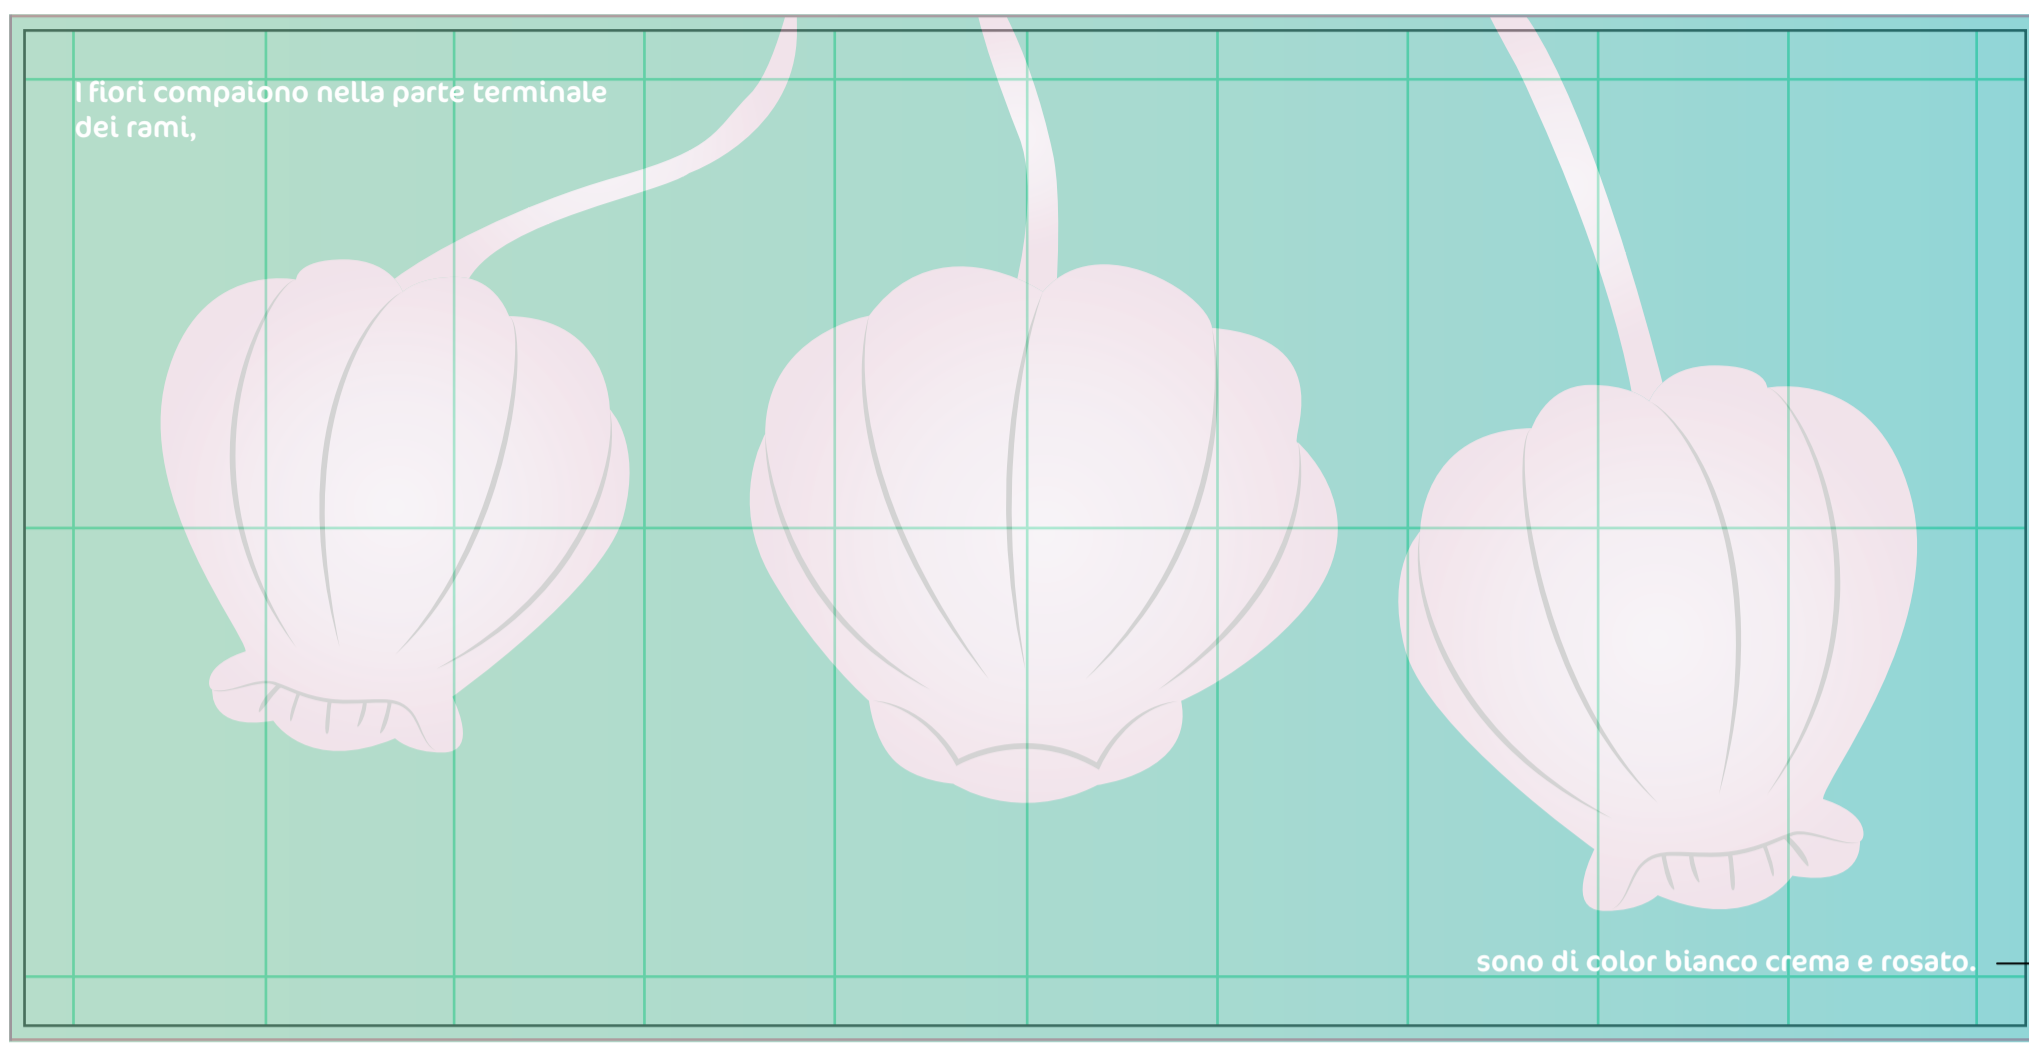 I fiori compaiono nella parte terminale
dei rami,
sono di color bianco crema e rosato.